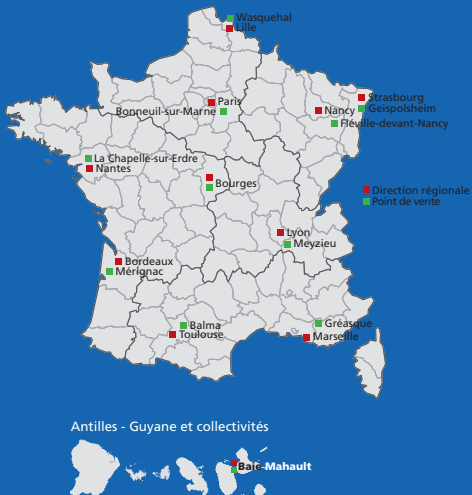 Wasquehal
Lille
Paris
Bonneuil-sur-Marne
Strasbourg
Geispolsheim
Nancy
Fléville-devant-Nancy
La Chapelle-sur-Erdre
Nantes
Bourges
Direction régionale
Point de vente
Lyon
Meyzieu
Bordeaux
Mérignac
Balma
Toulouse
Gréasque
Marseille
Antilles - Guyane et collectivités
Baie-Mahault